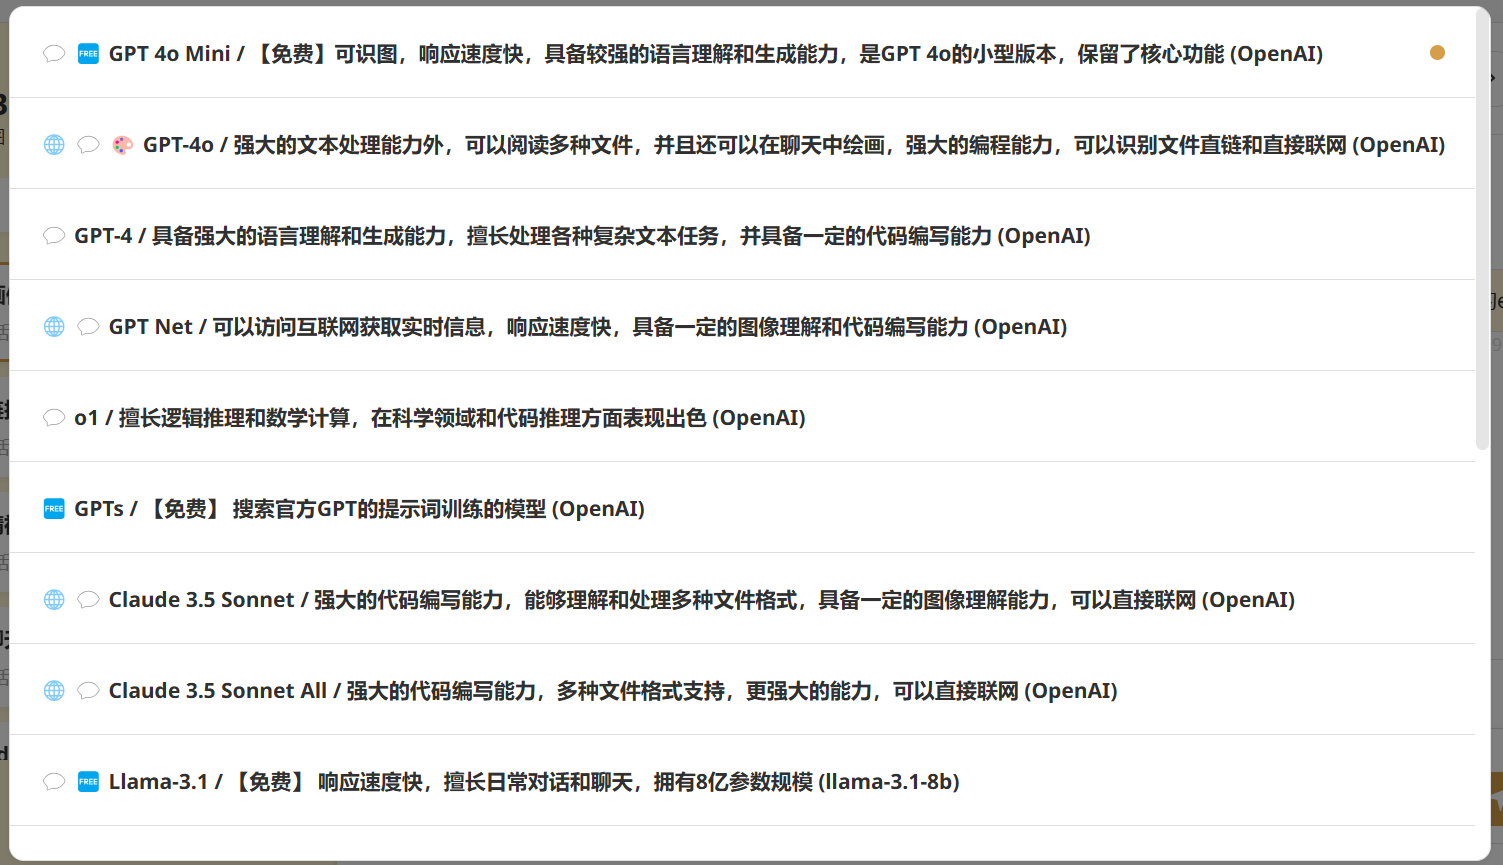 FREE GPT 4o Mini / 【免费】可识图，响应速度快，具备较强的语言理解和生成能力，是GPT 4o的小型版本，保留了核心功能 (OpenAI)
GPT-4o / 强大的文本处理能力外，可以阅读多种文件，并且还可以在聊天中绘画，强大的编程能力，可以识别文件直链和直接联网 (OpenAI)
GPT-4 / 具备强大的语言理解和生成能力，擅长处理各种复杂文本任务，并具备一定的代码编写能力 (OpenAI)
GPT Net / 可以访问互联网获取实时信息，响应速度快，具备一定的图像理解和代码编写能力 (OpenAI)
o1 / 擅长逻辑推理和数学计算，在科学领域和代码推理方面表现出色 (OpenAI)
FREE GPTs / 【免费】 搜索官方GPT的提示词训练的模型 (OpenAI)
Claude 3.5 Sonnet / 强大的代码编写能力，能够理解和处理多种文件格式，具备一定的图像理解能力，可以直接联网 (OpenAI)
Claude 3.5 Sonnet All / 强大的代码编写能力，多种文件格式支持，更强大的能力，可以直接联网 (OpenAI)
FREE Llama-3.1 / 【免费】 响应速度快，擅长日常对话和聊天，拥有8亿参数规模 (llama-3.1-8b)